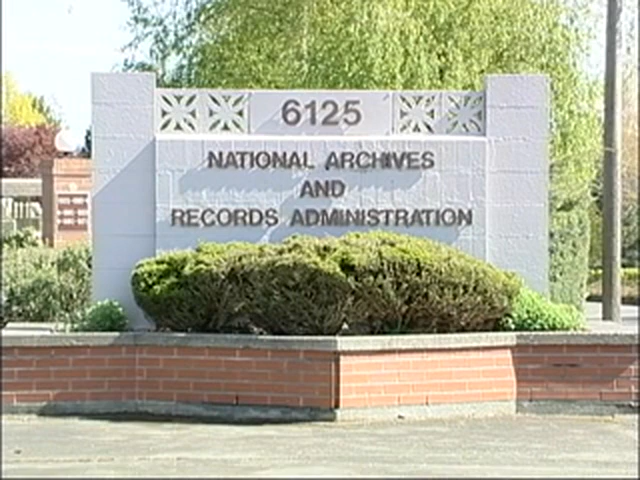 6125
NATIONAL ARCHIVES
AND
RECORDS ADMINISTRATION